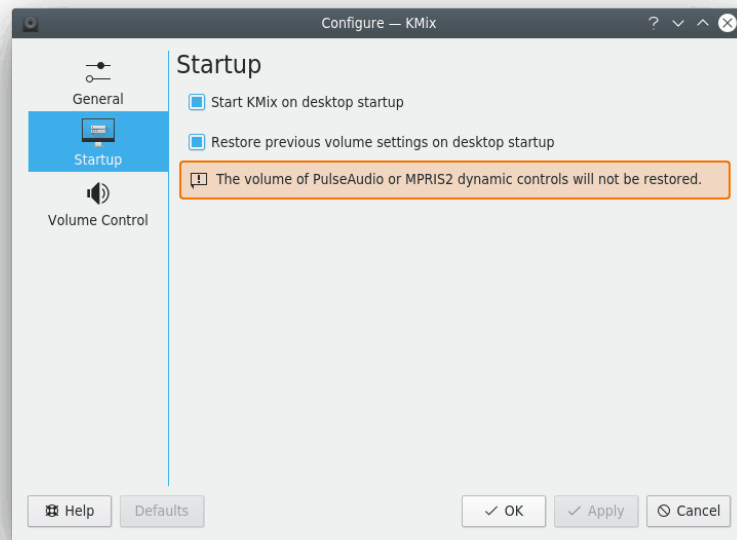 Configure — KMix
General
Startup
Volume Control
Startup
Start KMix on desktop startup
Restore previous volume settings on desktop startup
The volume of PulseAudio or MPRIS2 dynamic controls will not be restored.
Help
Defaults
OK
Apply
Cancel